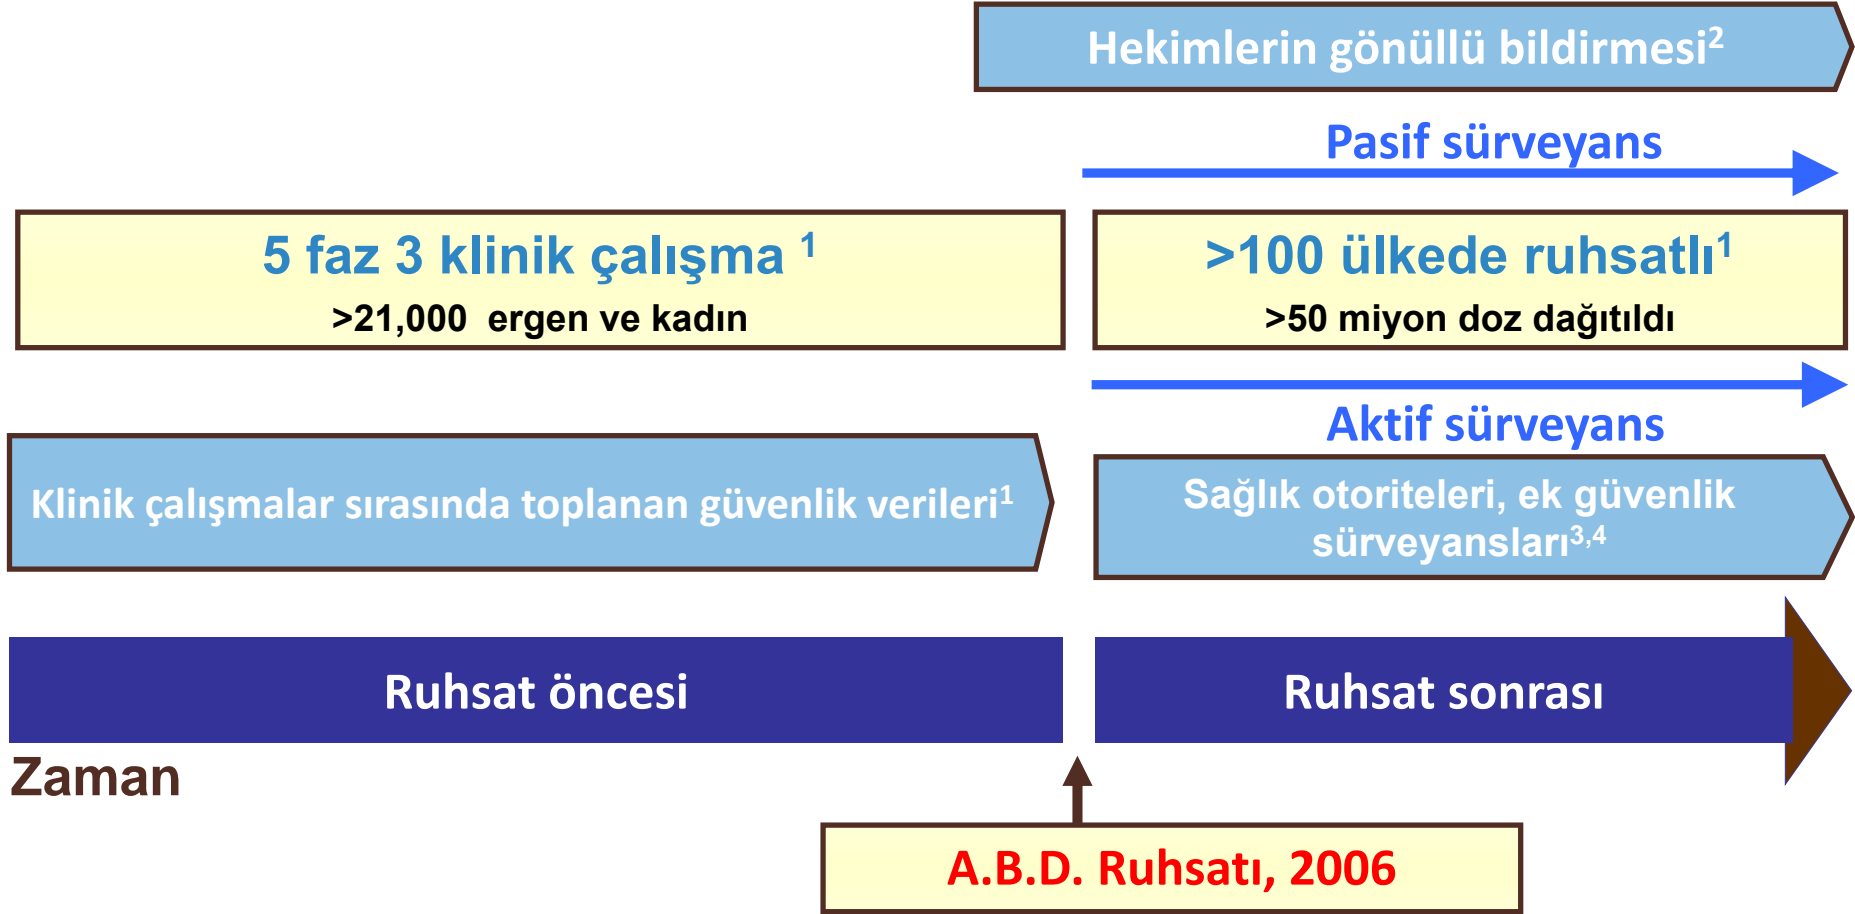 Hekimlerin gönüllü bildirmesi2
Pasif sürveyans
5 faz 3 klinik çalışma 1
>21,000 ergen ve kadın
>100 ülkede ruhsatlı1
>50 miyon doz dağıtıldı
Aktif sürveyans
Klinik çalışmalar sırasında toplanan güvenlik verileri1
Sağlık otoriteleri, ek güvenlik
sürveyansları3,4
Ruhsat öncesi
Ruhsat sonrası
Zaman
A.B.D. Ruhsatı, 2006